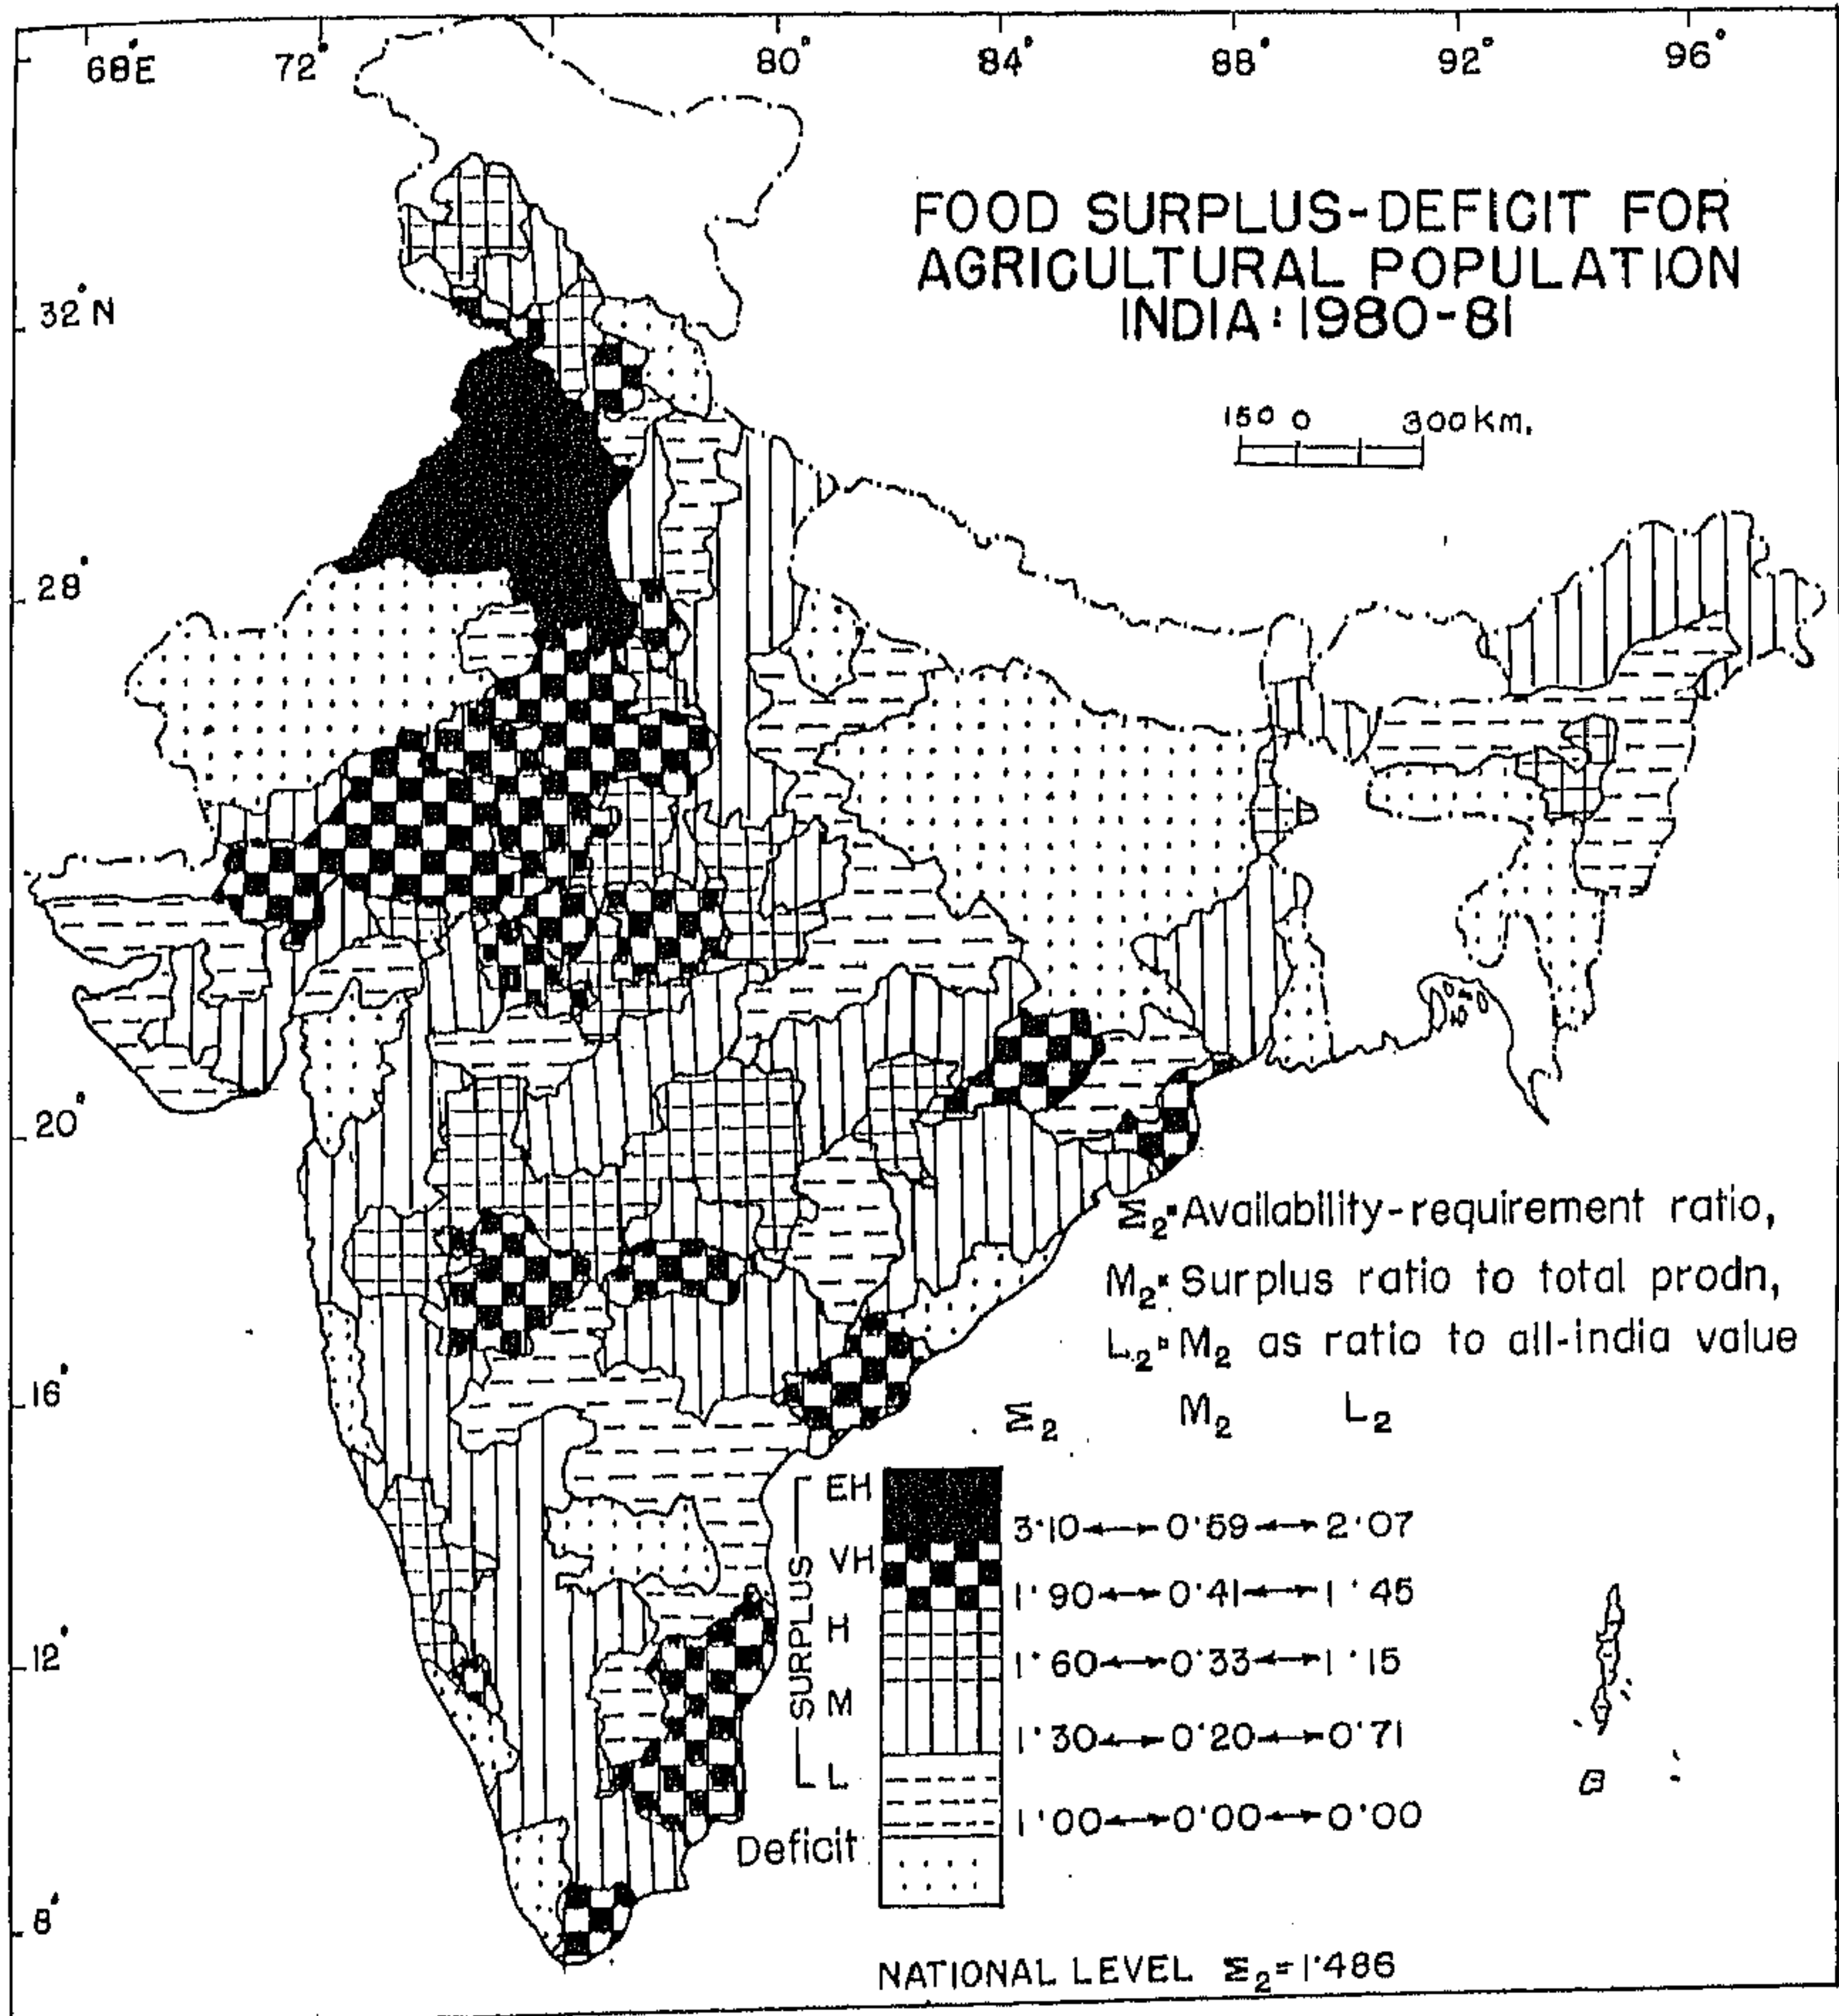 68°E 72° 80° 84° 88° 92° 96°
FOOD SURPLUS-DEFICIT FOR
AGRICULTURAL POPULATION
INDIA: 1980-81
32°N
150 0 300KM.
28°
20°
Σ₂=Availability-requirement ratio,
M₂=Surplus ratio to total prodn,
L₂=M₂ as ratio to all-india value
16°
Σ₂ M₂ L₂
SURPLUS
EH
3·10↔0·59↔2·07
VH
1·90↔0·41↔1·45
H
1·60↔0·33↔1·15
12°
M
1·30↔0·20↔0·71
L
1·00↔0·00↔0·00
Deficit
8°
NATIONAL LEVEL Σ₂=1·486